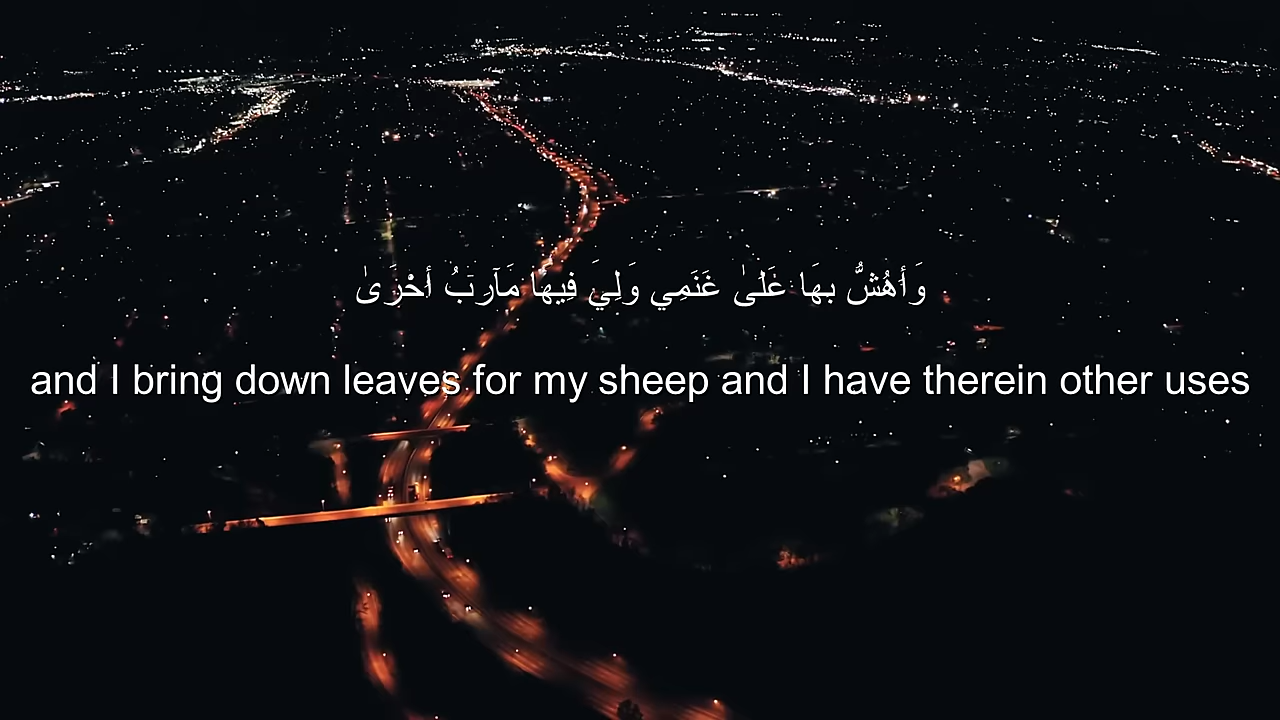 وَأَهُشُّ بِهَا عَلَىٰ غَنَمِي وَلِيَ فِيهَا مَآرِبُ أُخْرَىٰ
and I bring down leaves for my sheep and I have therein other uses